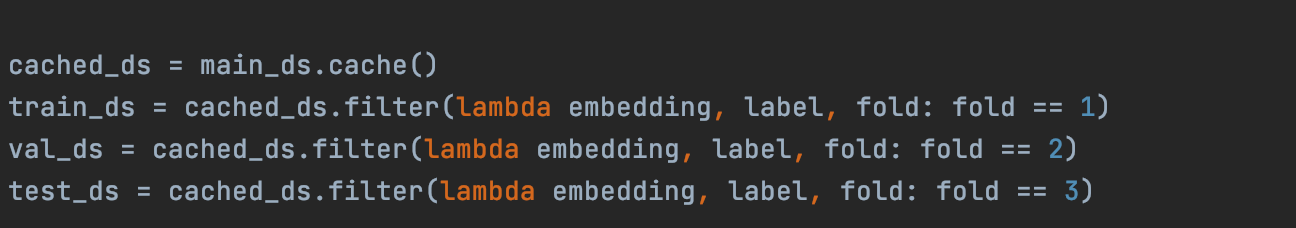 cached_ds = main_ds.cache()
train_ds = cached_ds.filter(lambda embedding, label, fold: fold == 1)
val_ds = cached_ds.filter(lambda embedding, label, fold: fold == 2)
test_ds = cached_ds.filter(lambda embedding, label, fold: fold == 3)